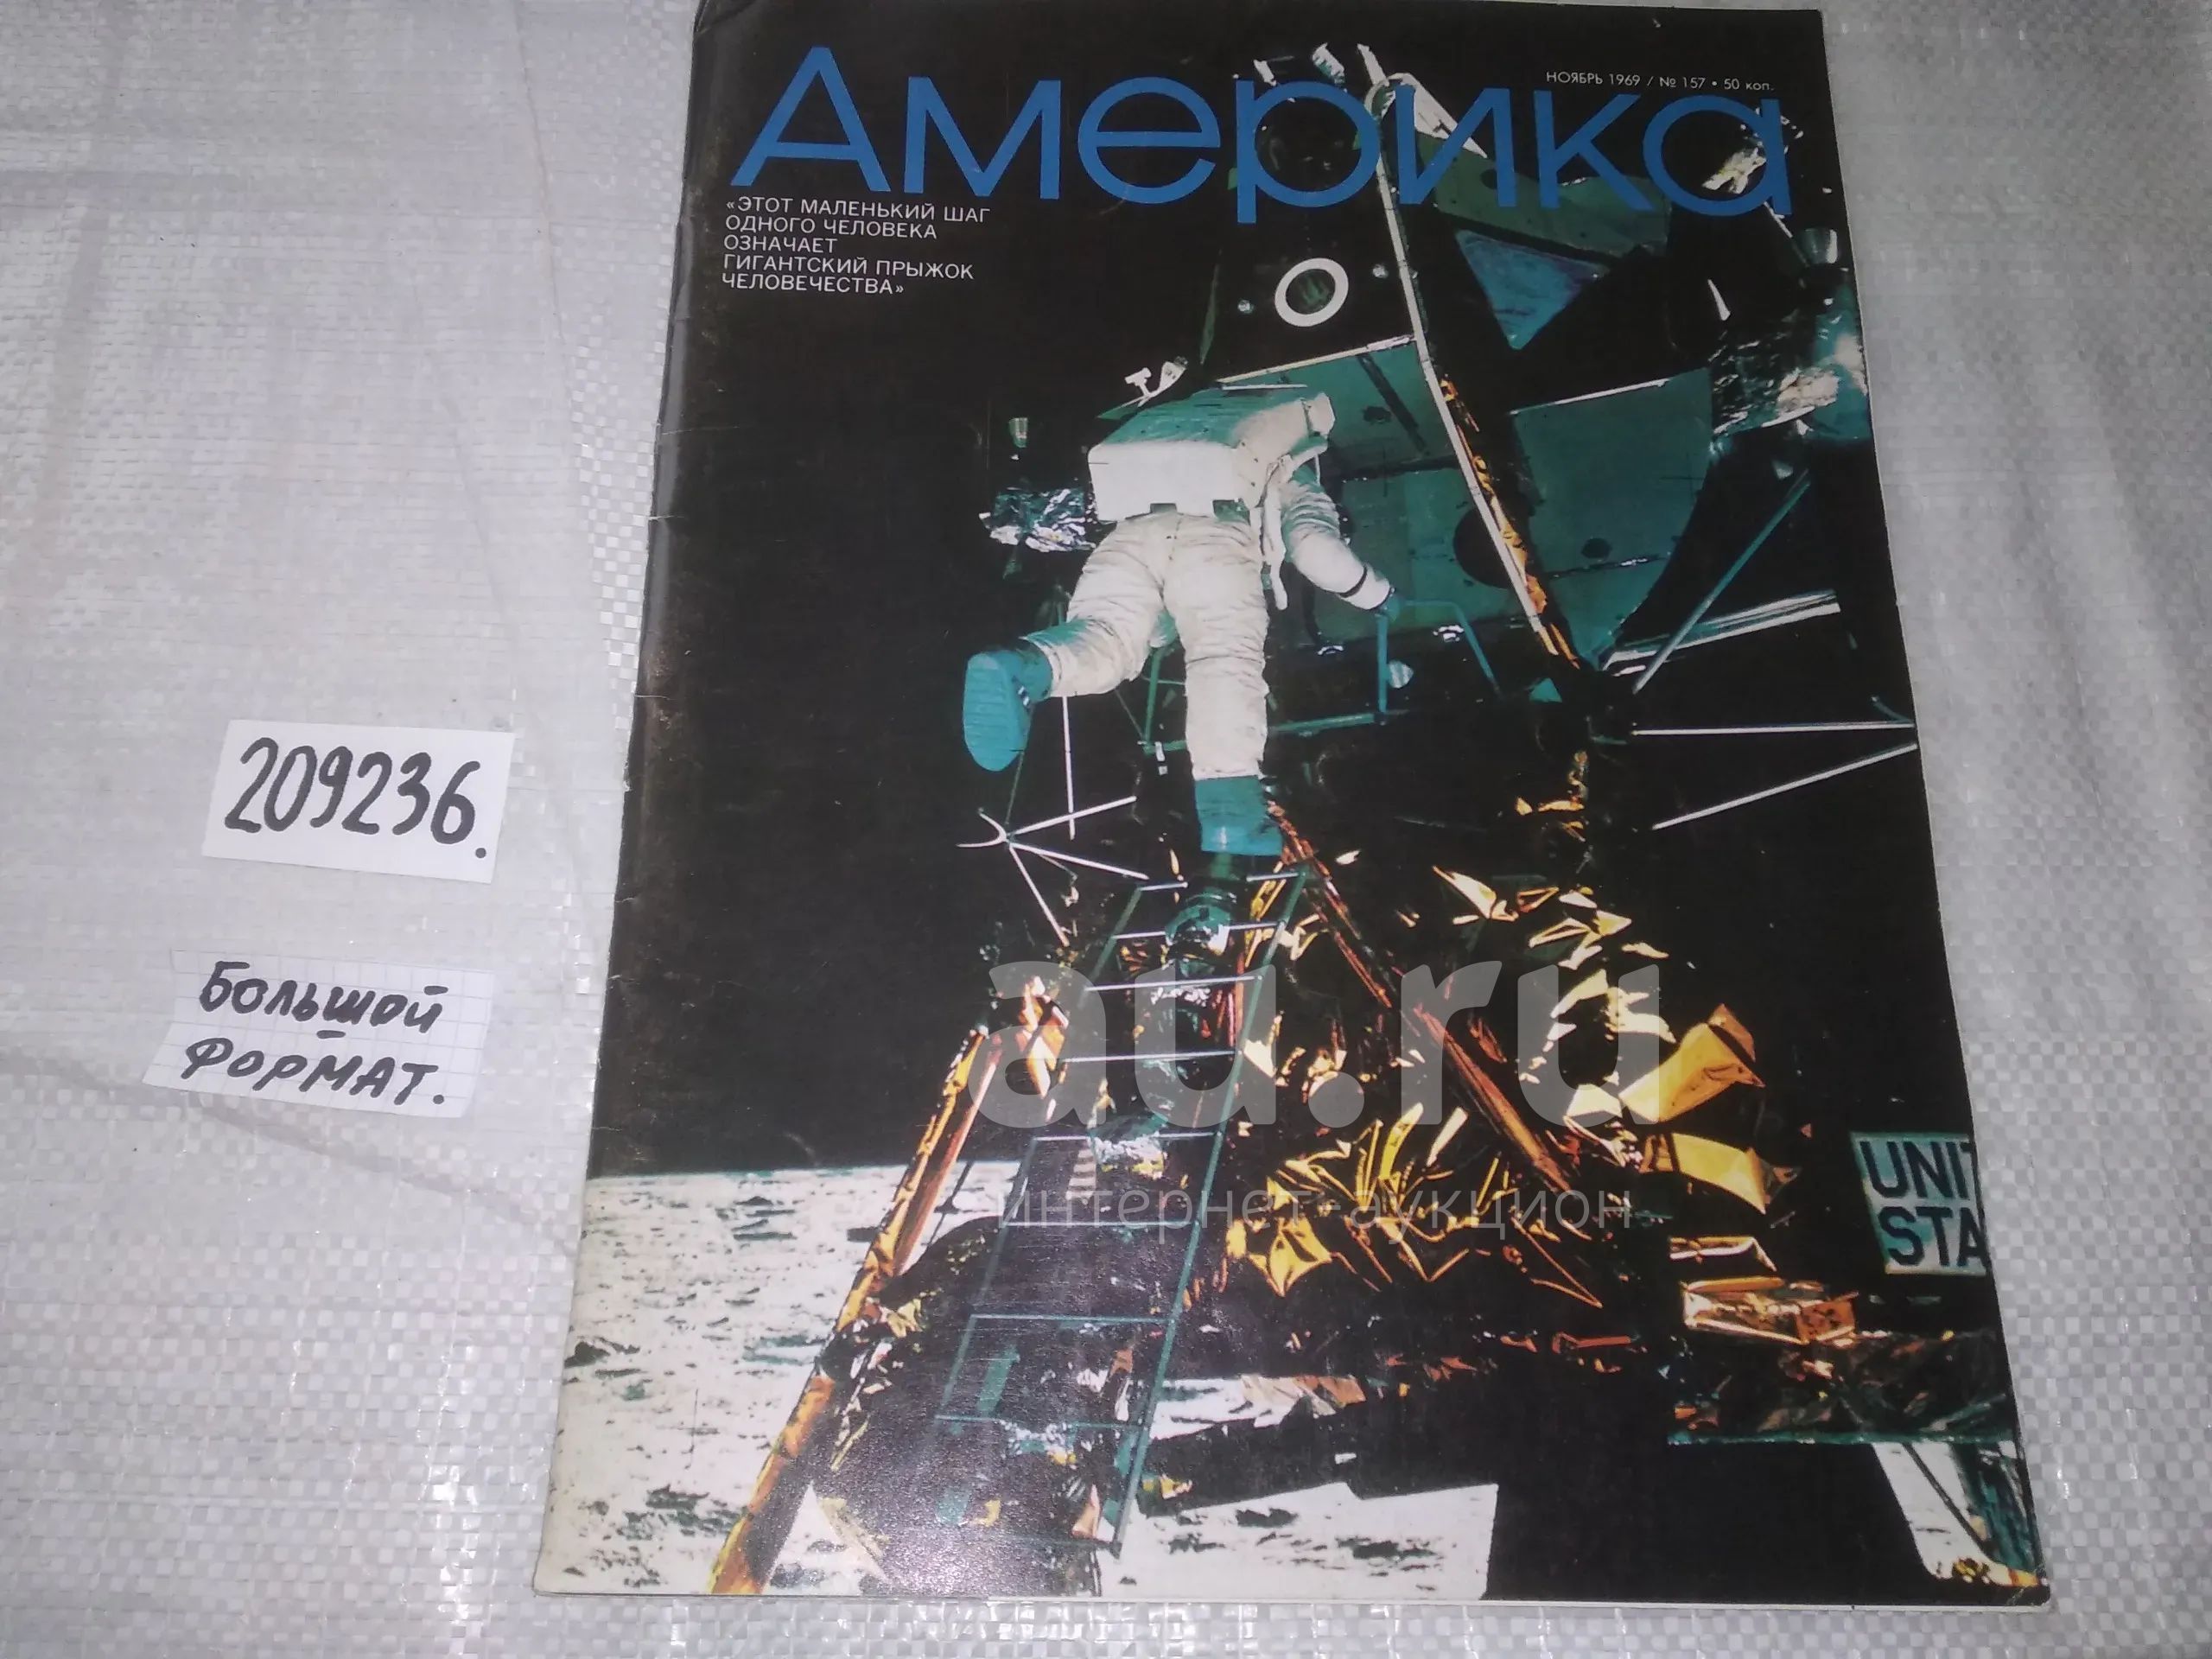 НОЯБРЬ 1969 / № 157 • 50 коп.
Америка
«ЭТОТ МАЛЕНЬКИЙ ШАГ
ОДНОГО ЧЕЛОВЕКА
ОЗНАЧАЕТ
ГИГАНТСКИЙ ПРЫЖОК
ЧЕЛОВЕЧЕСТВА»
209236.
Большой
формат.
au.ru
интернет-аукцион
UNIT
STA